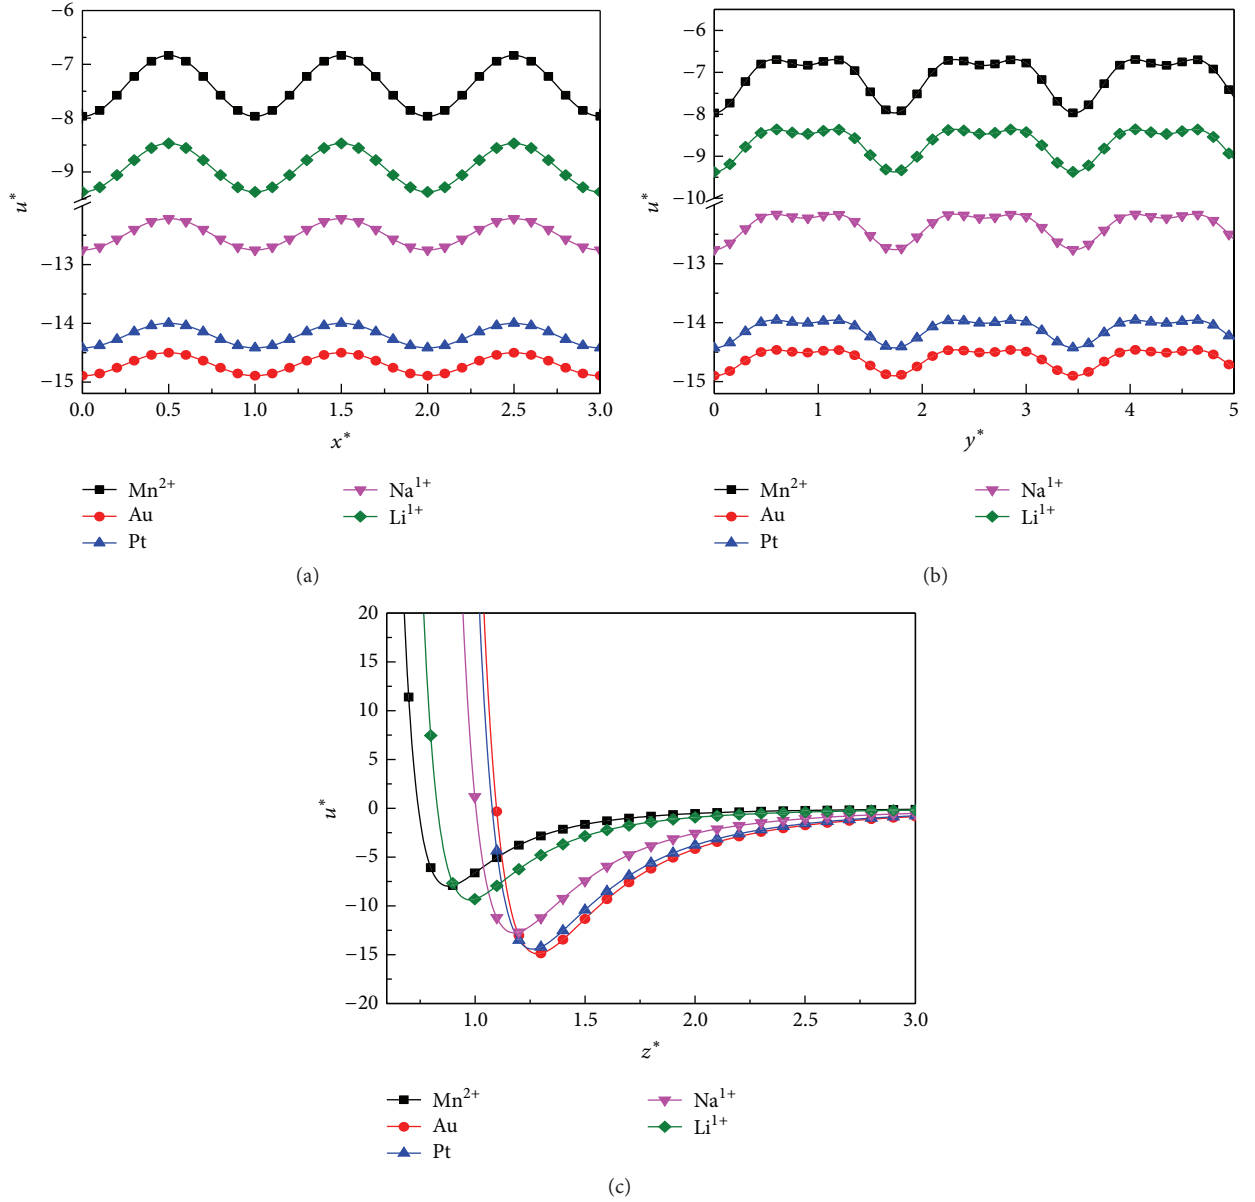 −6
−7
−8
−9
−13
−14
−15
u*
0.0 0.5 1.0 1.5 2.0 2.5 3.0
x*
Mn2+
Au
Pt
Na1+
Li1+
(a)
−6
−7
−8
−9
−10
−13
−14
−15
u*
0 1 2 3 4 5
y*
Mn2+
Au
Pt
Na1+
Li1+
(b)
20
15
10
5
0
−5
−10
−15
−20
u*
1.0 1.5 2.0 2.5 3.0
z*
Mn2+
Au
Pt
Na1+
Li1+
(c)